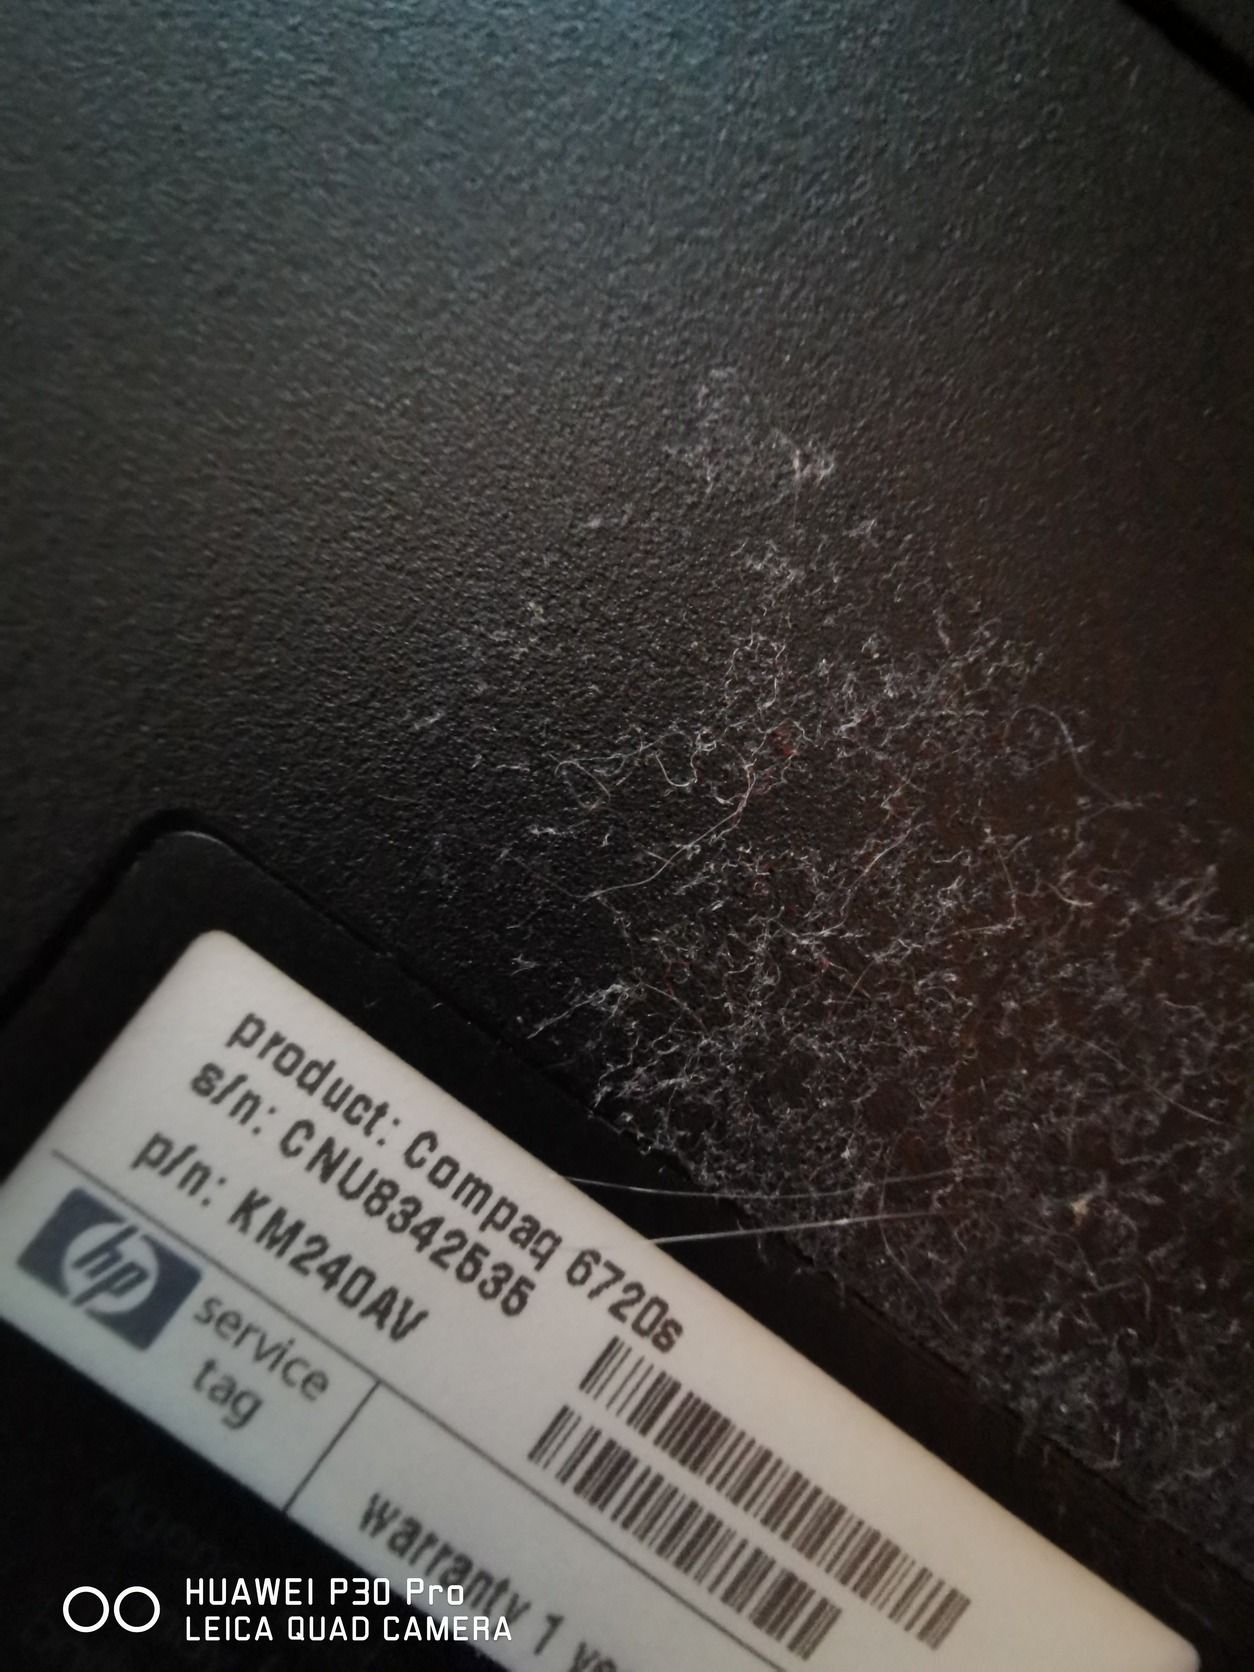 product: Compaq 6720s
s/n: CNU8342535
p/n: KM240AV
hp
service
tag
warranty 1
HUAWEI P30 Pro
LEICA QUAD CAMERA